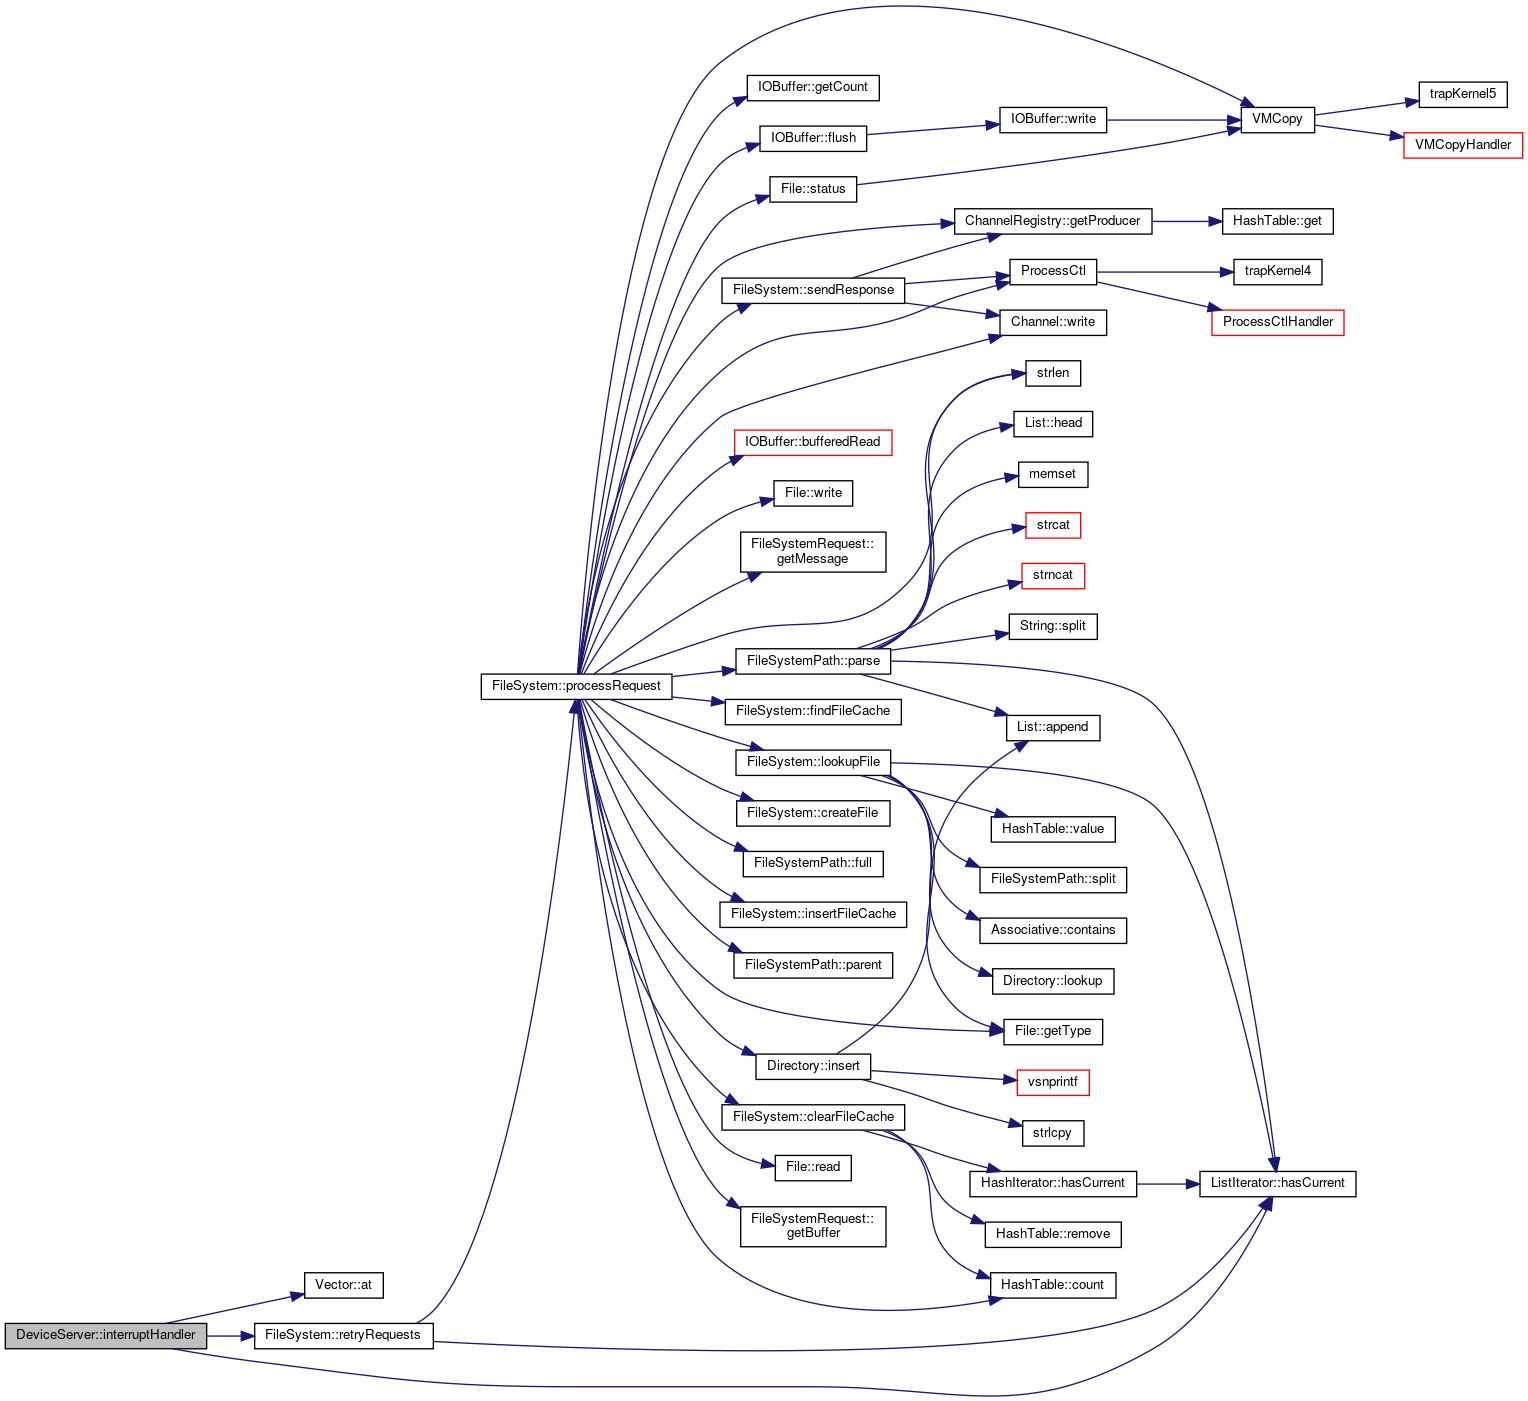 IOBuffer::getCount
trapKernel5
IOBuffer::flush
IOBuffer::write
VMCopy
VMCopyHandler
File::status
ChannelRegistry::getProducer
HashTable::get
FileSystem::sendResponse
ProcessCtl
trapKernel4
Channel::write
ProcessCtlHandler
strlen
IOBuffer::bufferedRead
List::head
File::write
memset
FileSystemRequest::
getMessage
strcat
strncat
String::split
FileSystem::processRequest
FileSystemPath::parse
FileSystem::findFileCache
List::append
FileSystem::lookupFile
FileSystem::createFile
HashTable::value
FileSystemPath::full
FileSystemPath::split
FileSystem::insertFileCache
Associative::contains
FileSystemPath::parent
Directory::lookup
File::getType
Directory::insert
vsnprintf
FileSystem::clearFileCache
strlcpy
File::read
HashIterator::hasCurrent
ListIterator::hasCurrent
FileSystemRequest::
getBuffer
HashTable::remove
Vector::at
HashTable::count
DeviceServer::interruptHandler
FileSystem::retryRequests